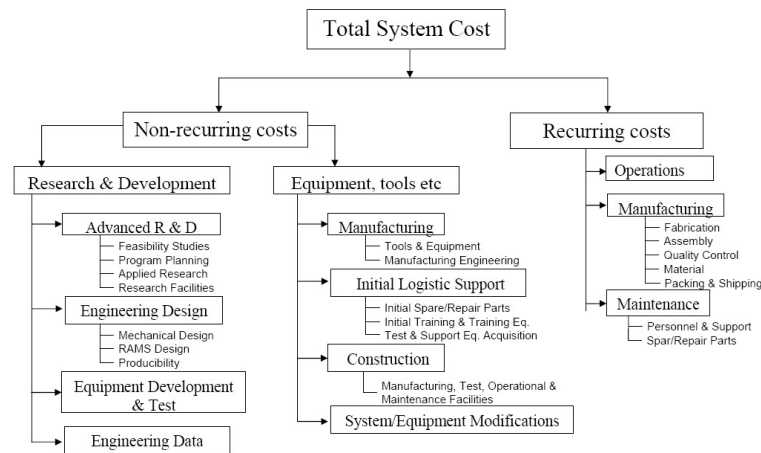 Total System Cost
Non-recurring costs
Recurring costs
Research & Development
Equipment, tools etc
Operations
Advanced R & D
Feasibility Studies
Program Planning
Applied Research
Research Facilities
Engineering Design
Mechanical Design
RAMS Design
Producibility
Equipment Development
& Test
Engineering Data
Manufacturing
Tools & Equipment
Manufacturing Engineering
Initial Logistic Support
Initial Spare/Repair Parts
Initial Training & Training Eq.
Test & Support Eq. Acquisition
Construction
Manufacturing, Test, Operational &
Maintenance Facilities
System/Equipment Modifications
Manufacturing
Fabrication
Assembly
Quality Control
Material
Packing & Shipping
Maintenance
Personnel & Support
Spar/Repair Parts